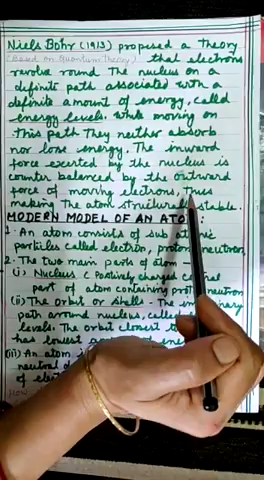 Niels Bohr (1913) proposed a Theory
(Based on Quantum Theory) that electrons
revolve round The nucleus on a
definite path associated with a
definite amount of energy, called
energy levels. While moving on
This path They neither absorb
nor lose energy. The inward
force exerted by the nucleus is
counter balanced by the outward
force of moving electrons, Thus
making the atom structurally stable.
MODERN MODEL OF AN ATOM:
1. An atom consists of sub atomic
particles called electron, proton, neutron,
2. The two main parts of atom -
(i) Nucleus (Positively charged central
part of atom containing proton neutron
(ii) The orbit or shells - The imaginary
path around nucleus, called
levels. The orbit closest
has lowest
(iii) An atom is
neutral
of